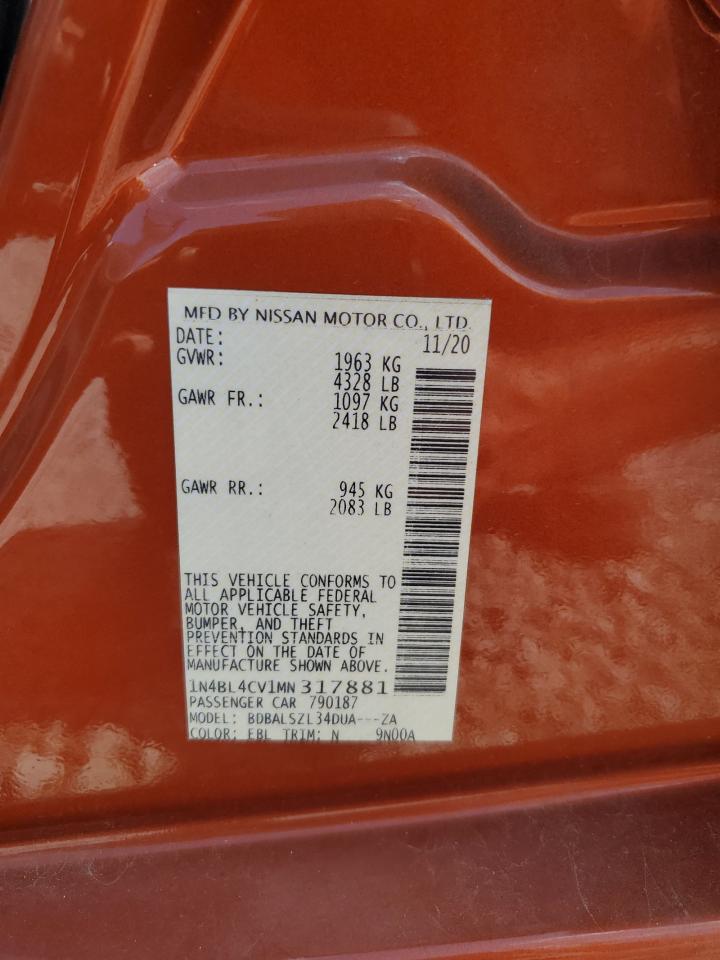 MFD BY NISSAN MOTOR CO., LTD.
DATE: 11/20
GVWR: 1963 KG
4328 LB
GAWR FR.: 1097 KG
2418 LB
GAWR RR.: 945 KG
2083 LB
THIS VEHICLE CONFORMS TO
ALL APPLICABLE FEDERAL
MOTOR VEHICLE SAFETY,
BUMPER, AND THEFT
PREVENTION STANDARDS IN
EFFECT ON THE DATE OF
MANUFACTURE SHOWN ABOVE.
1N4BL4CV1MN317881
PASSENGER CAR 790187
MODEL: BDBALSZL34DUA---ZA
COLOR: EBL TRIM: N 9N00A